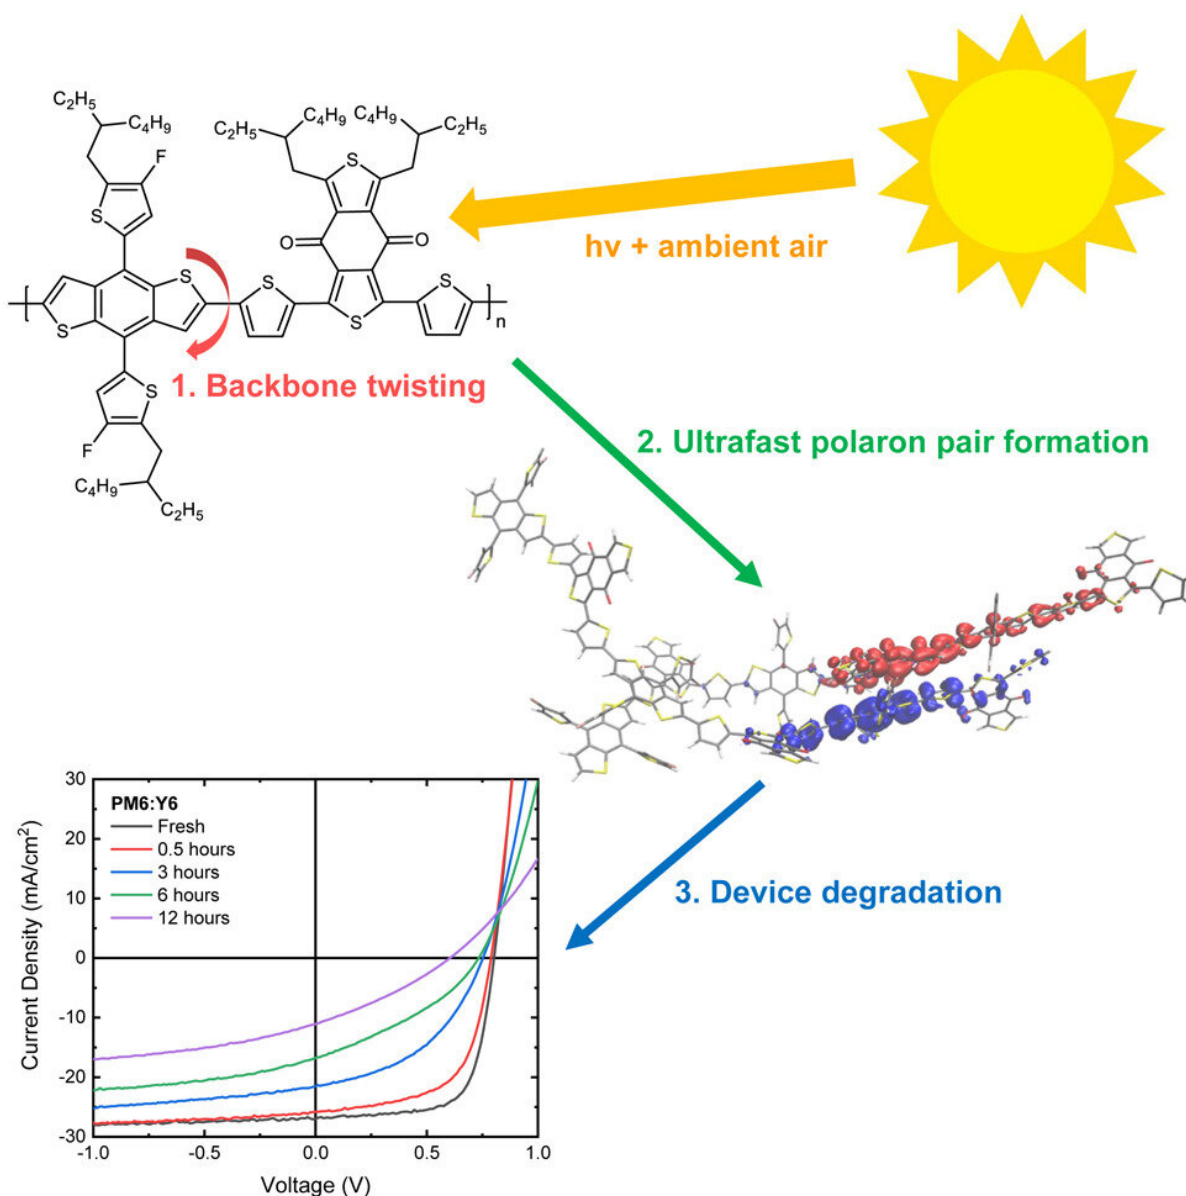 C₂H₅
C₄H₉
F
S
C₂H₅
C₄H₉ C₄H₉
C₂H₅
S
O
O
S
S
S
S
S
n
S
F
C₄H₉
C₂H₅
hv + ambient air
1. Backbone twisting
2. Ultrafast polaron pair formation
3. Device degradation
PM6:Y6
Fresh
0.5 hours
3 hours
6 hours
12 hours
30
20
10
0
-10
-20
-30
Current Density (mA/cm²)
-1.0 -0.5 0.0 0.5 1.0
Voltage (V)